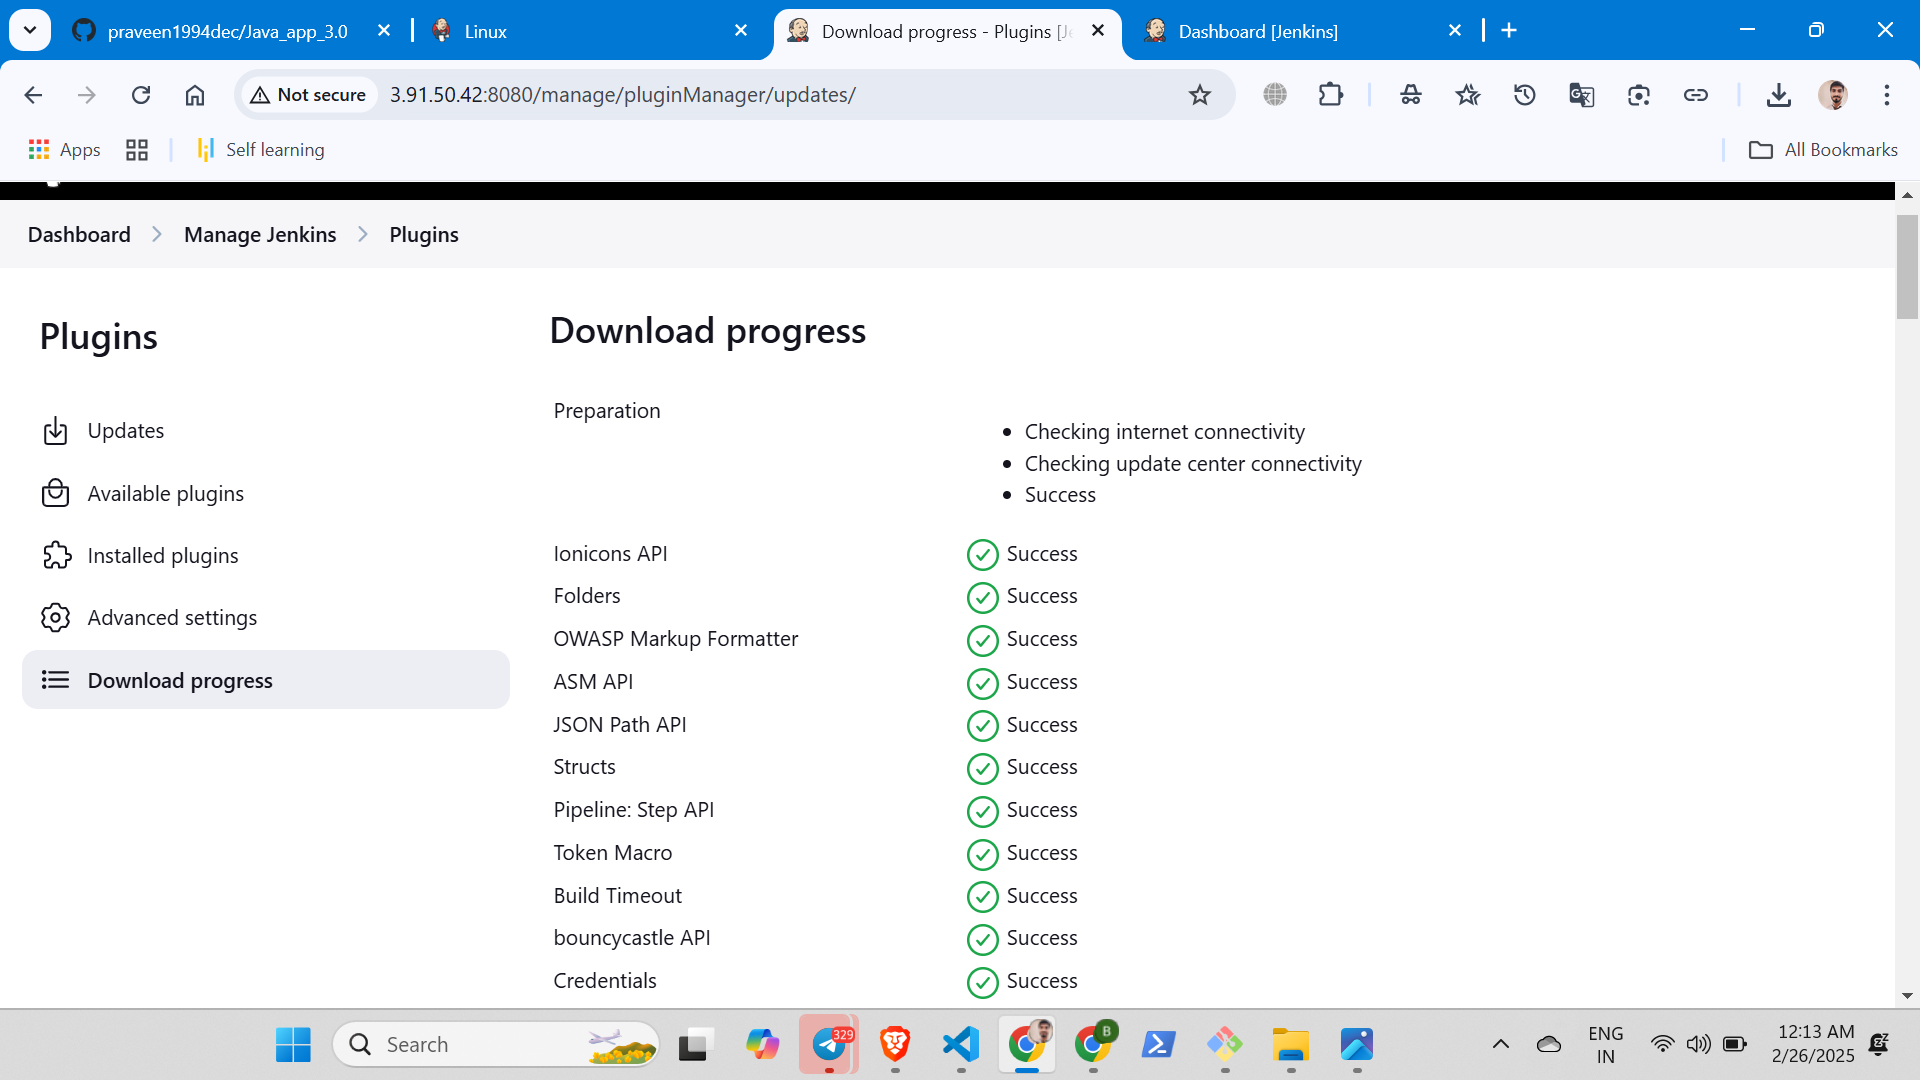 praveen1994dec/Java_app_3.0
Linux
Download progress - Plugins [Je
Dashboard [Jenkins]
Not secure
3.91.50.42:8080/manage/pluginManager/updates/
Apps
Self learning
All Bookmarks
Dashboard
Manage Jenkins
Plugins
Plugins
Updates
Available plugins
Installed plugins
Advanced settings
Download progress
Download progress
Preparation
Checking internet connectivity
Checking update center connectivity
Success
Ionicons API Success
Folders Success
OWASP Markup Formatter Success
ASM API Success
JSON Path API Success
Structs Success
Pipeline: Step API Success
Token Macro Success
Build Timeout Success
bouncycastle API Success
Credentials Success
Search
329
B
ENG
IN
12:13 AM
2/26/2025